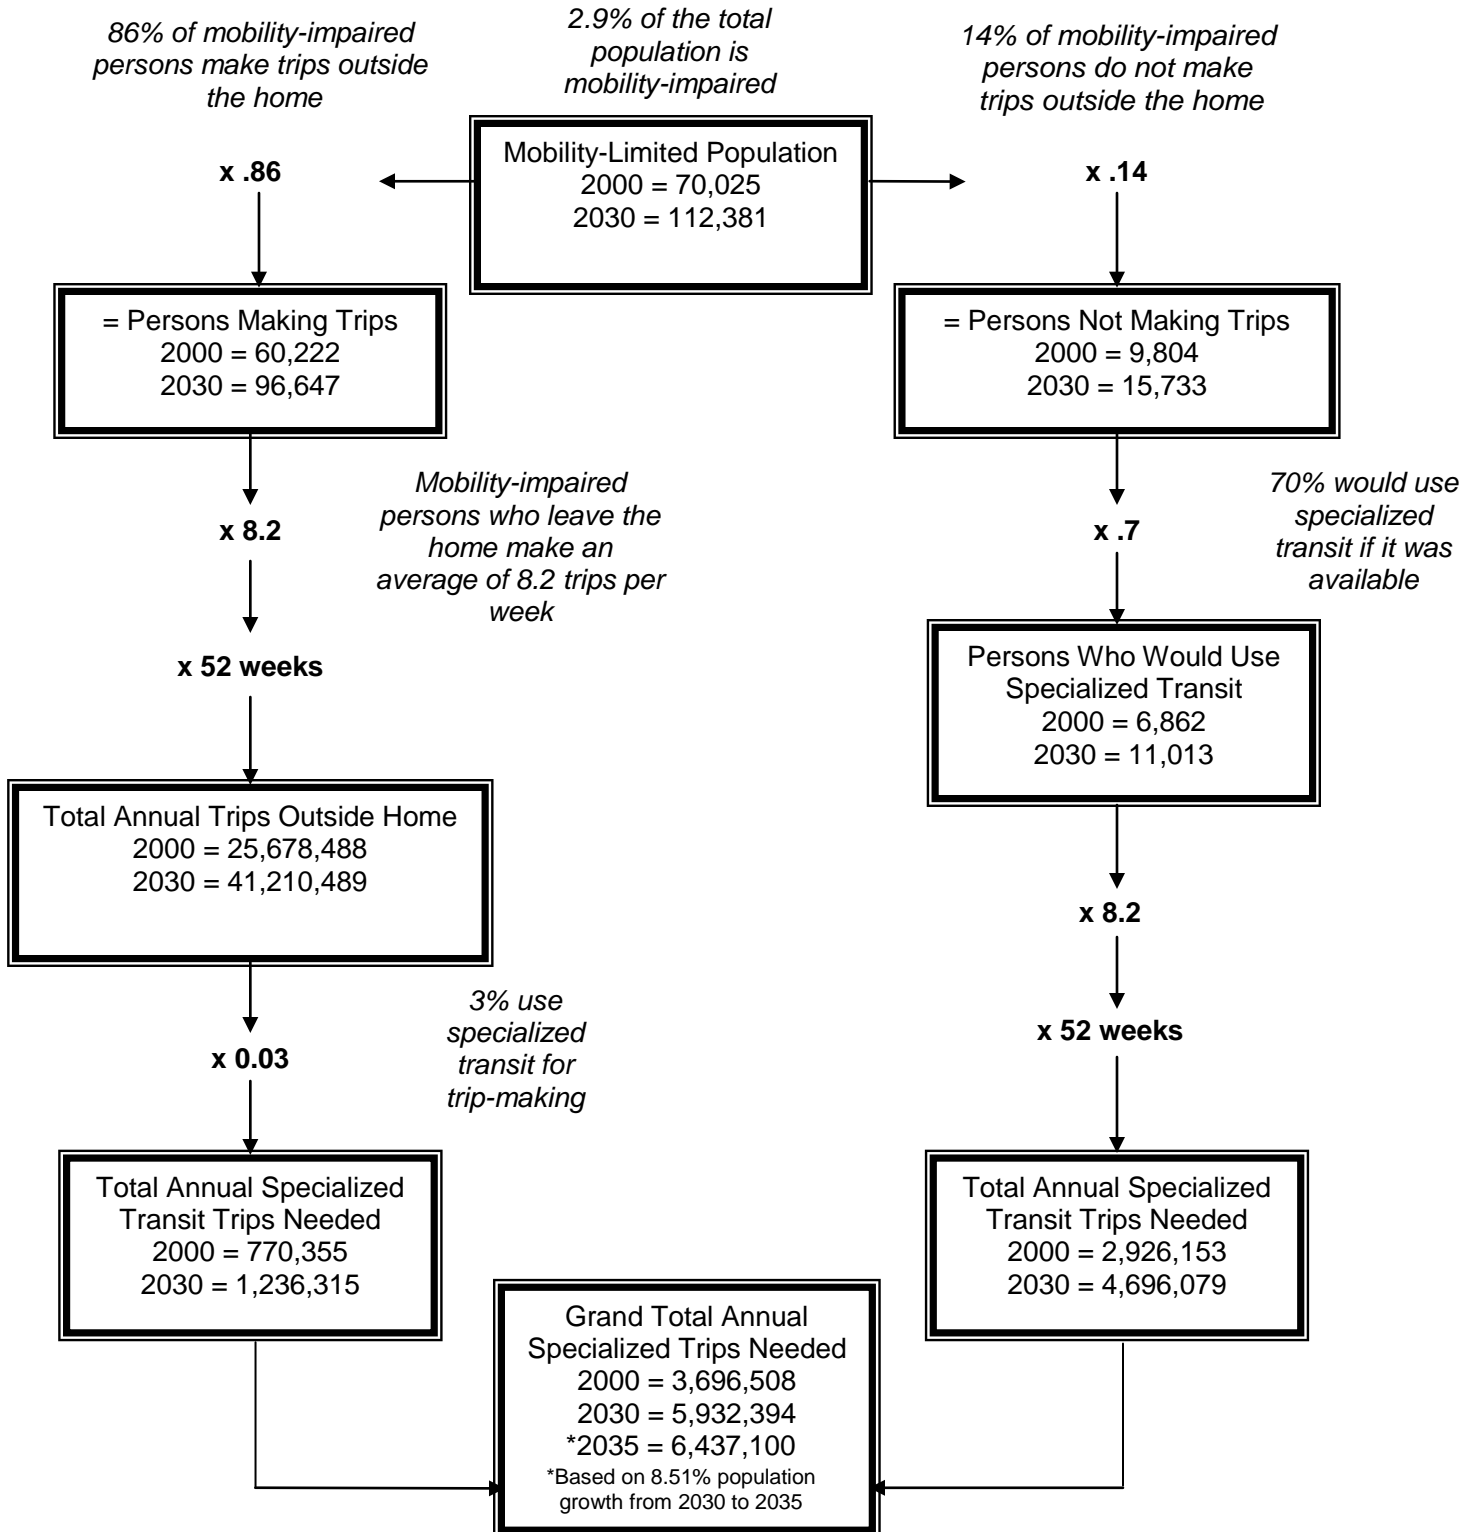 86% of mobility-impaired
persons make trips outside
the home
2.9% of the total
population is
mobility-impaired
14% of mobility-impaired
persons do not make
trips outside the home
Mobility-Limited Population
2000 = 70,025
2030 = 112,381
x .86
x .14
= Persons Making Trips
2000 = 60,222
2030 = 96,647
= Persons Not Making Trips
2000 = 9,804
2030 = 15,733
x 8.2
Mobility-impaired
persons who leave the
home make an
average of 8.2 trips per
week
x .7
70% would use
specialized
transit if it was
available
x 52 weeks
Persons Who Would Use
Specialized Transit
2000 = 6,862
2030 = 11,013
Total Annual Trips Outside Home
2000 = 25,678,488
2030 = 41,210,489
x 8.2
x 0.03
3% use
specialized
transit for
trip-making
x 52 weeks
Total Annual Specialized
Transit Trips Needed
2000 = 770,355
2030 = 1,236,315
Total Annual Specialized
Transit Trips Needed
2000 = 2,926,153
2030 = 4,696,079
Grand Total Annual
Specialized Trips Needed
2000 = 3,696,508
2030 = 5,932,394
*2035 = 6,437,100
*Based on 8.51% population
growth from 2030 to 2035